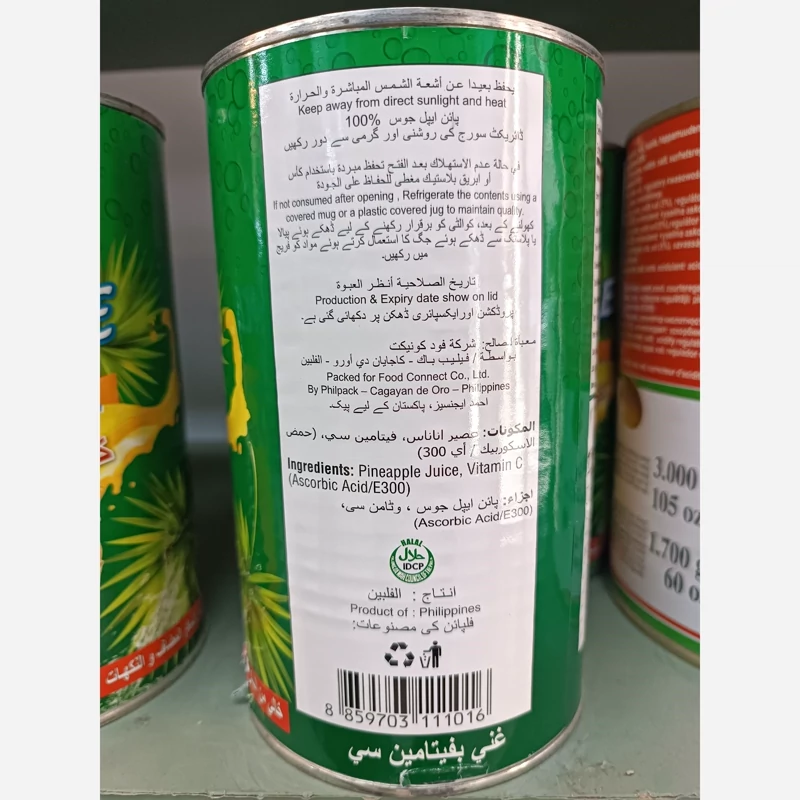 يحفظ بعيدا عن أشعة الشمس المباشرة والحرارة
Keep away from direct sunlight and heat
پائن ایپل جوس 100%
ڈائریکٹ سورج کی روشنی اور گرمی سے دور رکھیں
في حالة عدم الاستهلاك بعد الفتح تحفظ مبردة باستخدام كأس
أو ابريق بلاستيك مغطى للحفاظ على الجودة
If not consumed after opening , Refrigerate the contents using a
covered mug or a plastic covered jug to maintain quality.
کھولنے کے بعد، کوالٹی کو برقرار رکھنے کے لیے ڈھکے ہوئے پیالا
یا پلاسٹک سے ڈھکے ہوئے جگ کا استعمال کرتے ہوئے مواد کو فریج
میں رکھیں۔
تاريخ الصلاحية أنظر العبوة
Production & Expiry date show on lid
پروڈکشن اور ایکسپائری ڈھکن پر دکھائی گئی ہے۔
معبأة لصالح: شركة فود كونيكت
بواسطة / فيليب باك - كاجايان دي أورو - الفلبين
Packed for Food Connect Co., Ltd.
By Philpack – Cagayan de Oro – Philippines
احمد ایجنسیز، پاکستان کے لیے پیک۔
المكونات: عصير اناناس، فيتامين سي، (حمض
الاسكوربيك / أي 300)
Ingredients: Pineapple Juice, Vitamin C
(Ascorbic Acid/E300)
اجزاء: پائن ایپل جوس ، وٹامن سی،
(Ascorbic Acid/E300)
HALAL
حلال
IDCP
انتاج : الفلبين
Product of : Philippines
فلپائن کی مصنوعات:
8 859703 111016
غني بفيتامين سي
خالي من
والنكهات
3.000
105 oz
1.700 g
60 o